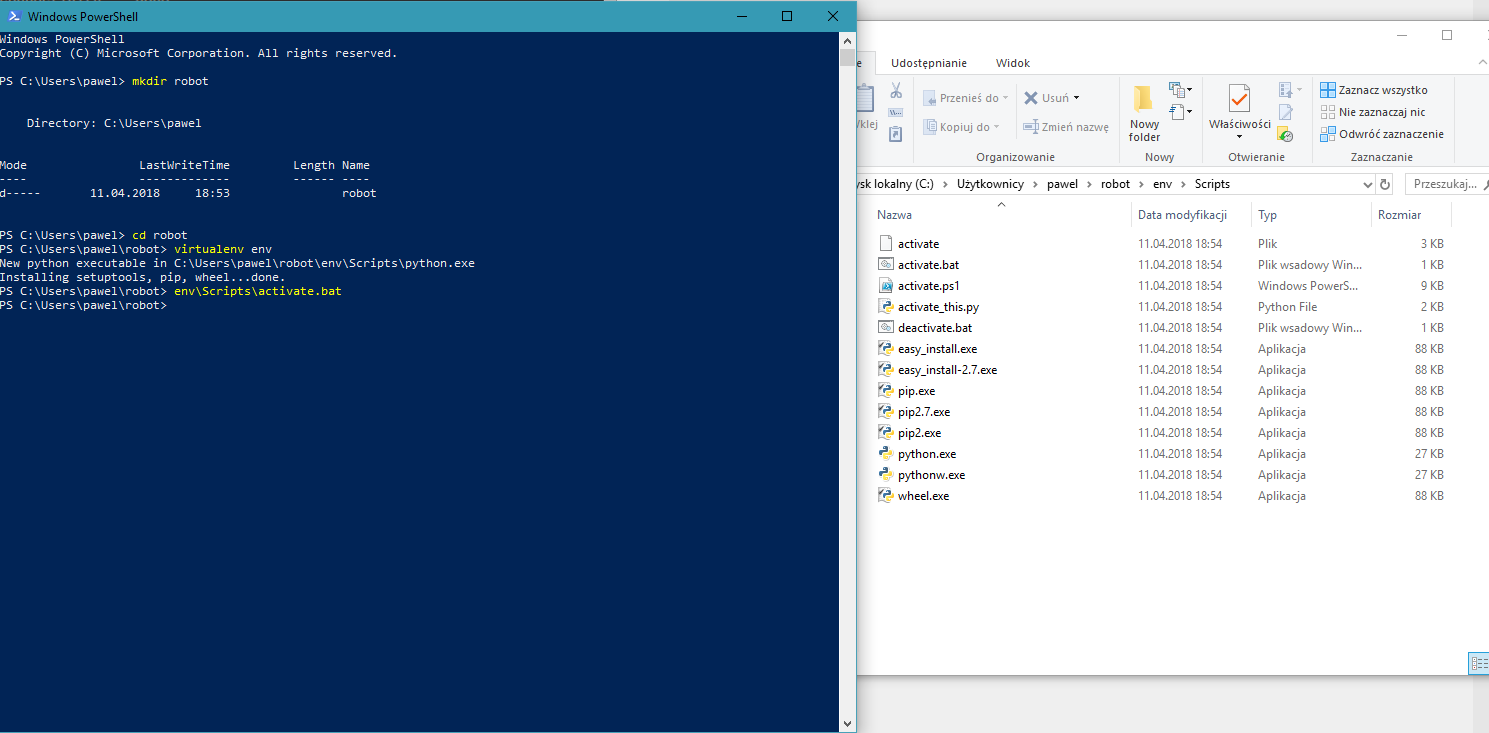 Windows PowerShell
Windows PowerShell
Copyright (C) Microsoft Corporation. All rights reserved.
PS C:\Users\pawel> mkdir robot
Directory: C:\Users\pawel
Mode LastWriteTime Length Name
---- ------------- ------ ----
d----- 11.04.2018 18:53 robot
PS C:\Users\pawel> cd robot
PS C:\Users\pawel\robot> virtualenv env
New python executable in C:\Users\pawel\robot\env\Scripts\python.exe
Installing setuptools, pip, wheel...done.
PS C:\Users\pawel\robot> env\Scripts\activate.bat
PS C:\Users\pawel\robot>
e Udostępnianie Widok
klej
Przenieś do
Kopiuj do
Usuń
Zmień nazwę
Organizowanie
Nowy
folder
Nowy
Właściwości
Otwieranie
Zaznacz wszystko
Nie zaznaczaj nic
Odwróć zaznaczenie
Zaznaczanie
ysk lokalny (C:) > Użytkownicy > pawel > robot > env > Scripts
Przeszukaj...
Nazwa Data modyfikacji Typ Rozmiar
activate 11.04.2018 18:54 Plik 3 KB
activate.bat 11.04.2018 18:54 Plik wsadowy Win... 1 KB
activate.ps1 11.04.2018 18:54 Windows PowerS... 9 KB
activate_this.py 11.04.2018 18:54 Python File 2 KB
deactivate.bat 11.04.2018 18:54 Plik wsadowy Win... 1 KB
easy_install.exe 11.04.2018 18:54 Aplikacja 88 KB
easy_install-2.7.exe 11.04.2018 18:54 Aplikacja 88 KB
pip.exe 11.04.2018 18:54 Aplikacja 88 KB
pip2.7.exe 11.04.2018 18:54 Aplikacja 88 KB
pip2.exe 11.04.2018 18:54 Aplikacja 88 KB
python.exe 11.04.2018 18:54 Aplikacja 27 KB
pythonw.exe 11.04.2018 18:54 Aplikacja 27 KB
wheel.exe 11.04.2018 18:54 Aplikacja 88 KB